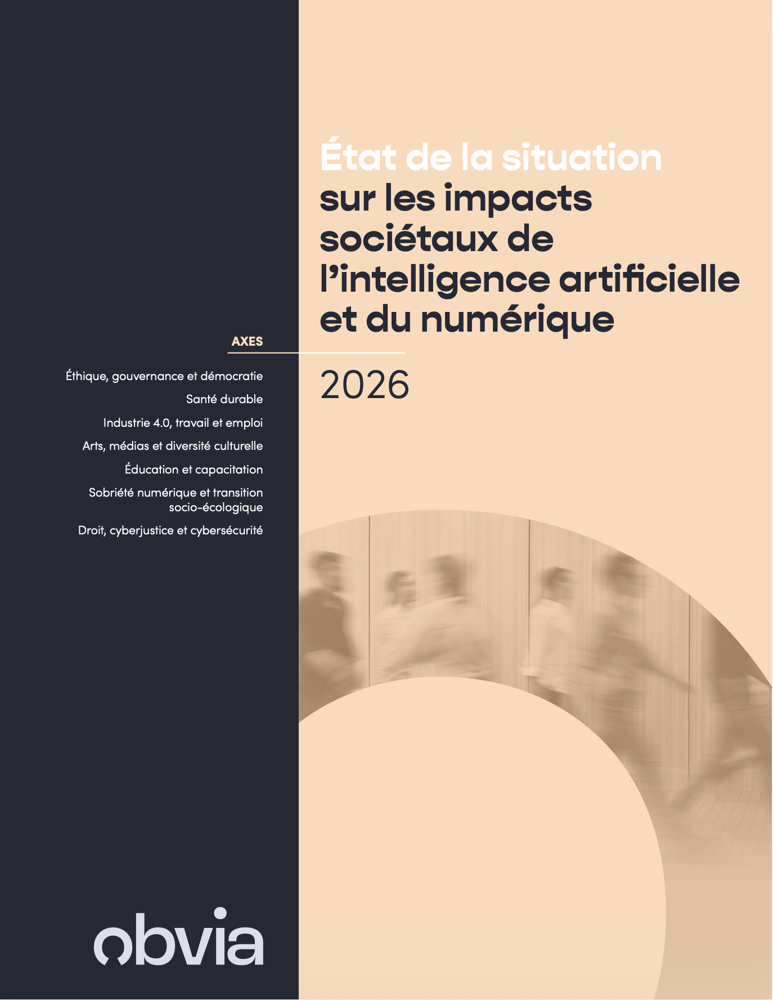 État de la situation
sur les impacts
sociétaux de
l’intelligence artificielle
et du numérique
2026
AXES
Éthique, gouvernance et démocratie
Santé durable
Industrie 4.0, travail et emploi
Arts, médias et diversité culturelle
Éducation et capacitation
Sobriété numérique et transition
socio-écologique
Droit, cyberjustice et cybersécurité
obvia